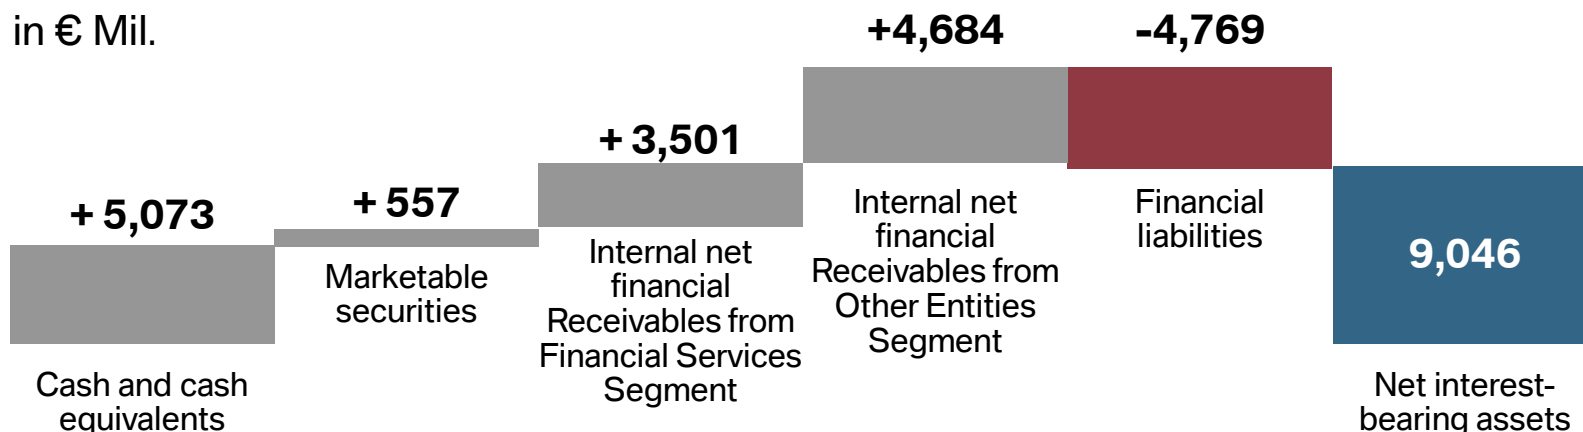 in € Mil.
+ 5,073
Cash and cash
equivalents
+ 557
Marketable
securities
+ 3,501
Internal net
financial
Receivables from
Financial Services
Segment
+4,684
Internal net
financial
Receivables from
Other Entities
Segment
-4,769
Financial
liabilities
9,046
Net interest-
bearing assets